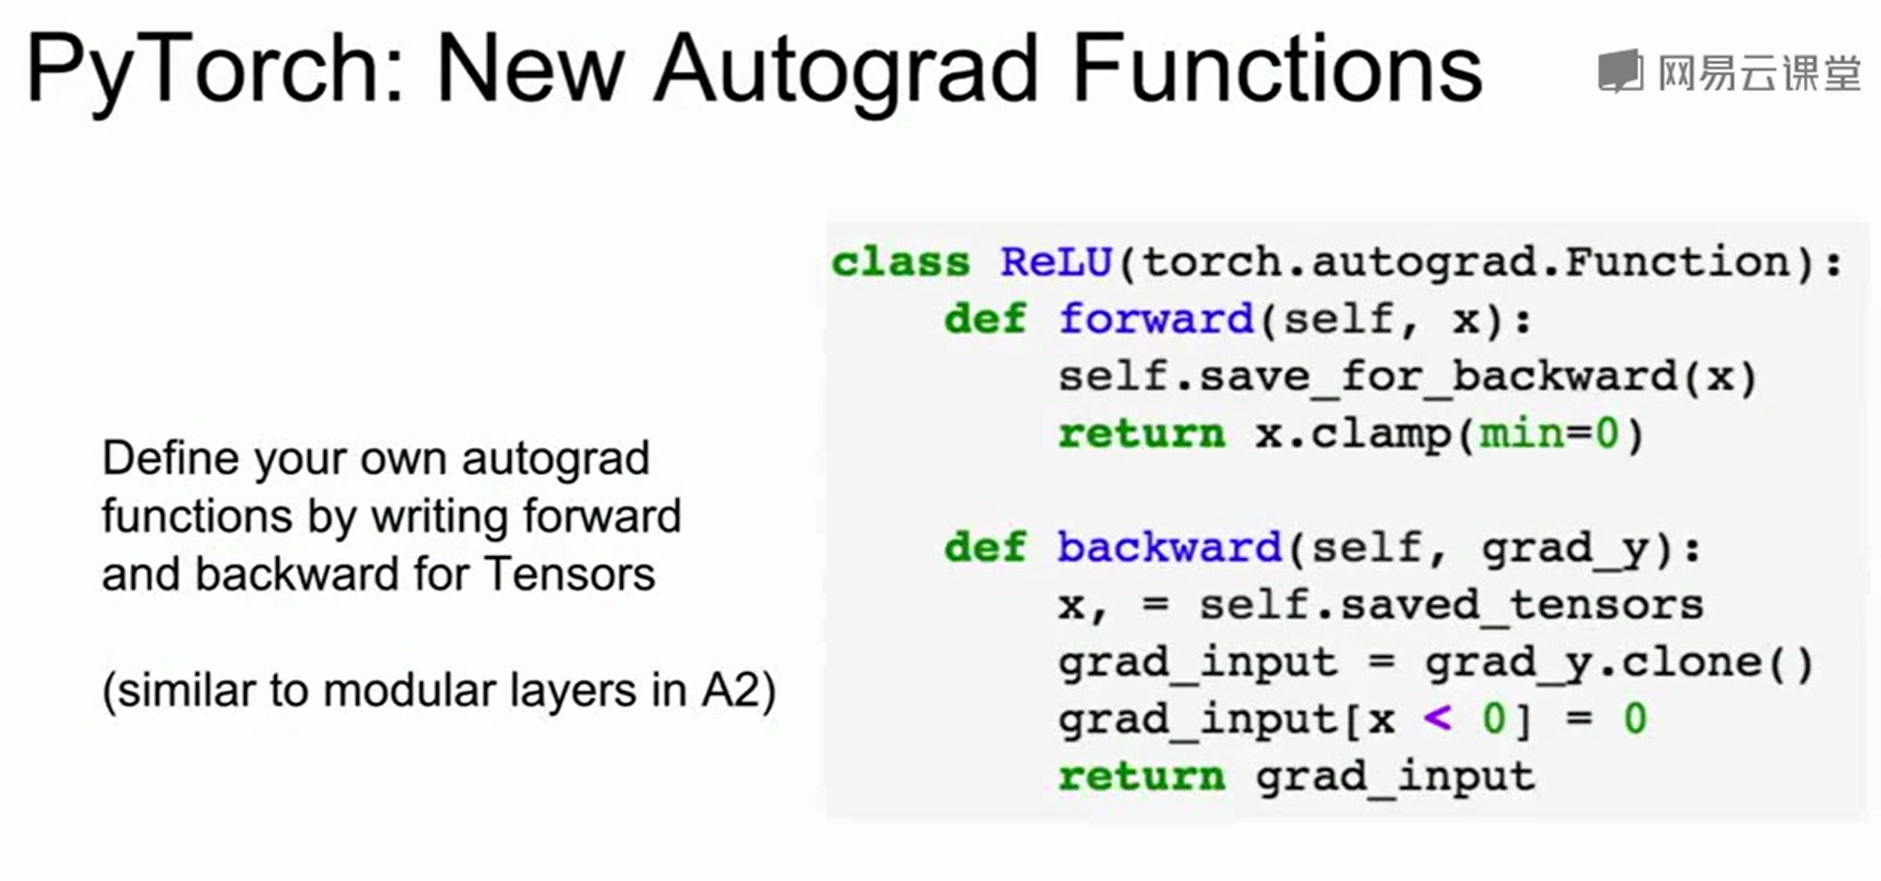 PyTorch: New Autograd Functions
网易云课堂
Define your own autograd
functions by writing forward
and backward for Tensors
(similar to modular layers in A2)
class ReLU(torch.autograd.Function):
    def forward(self, x):
        self.save_for_backward(x)
        return x.clamp(min=0)
    def backward(self, grad_y):
        x, = self.saved_tensors
        grad_input = grad_y.clone()
        grad_input[x < 0] = 0
        return grad_input